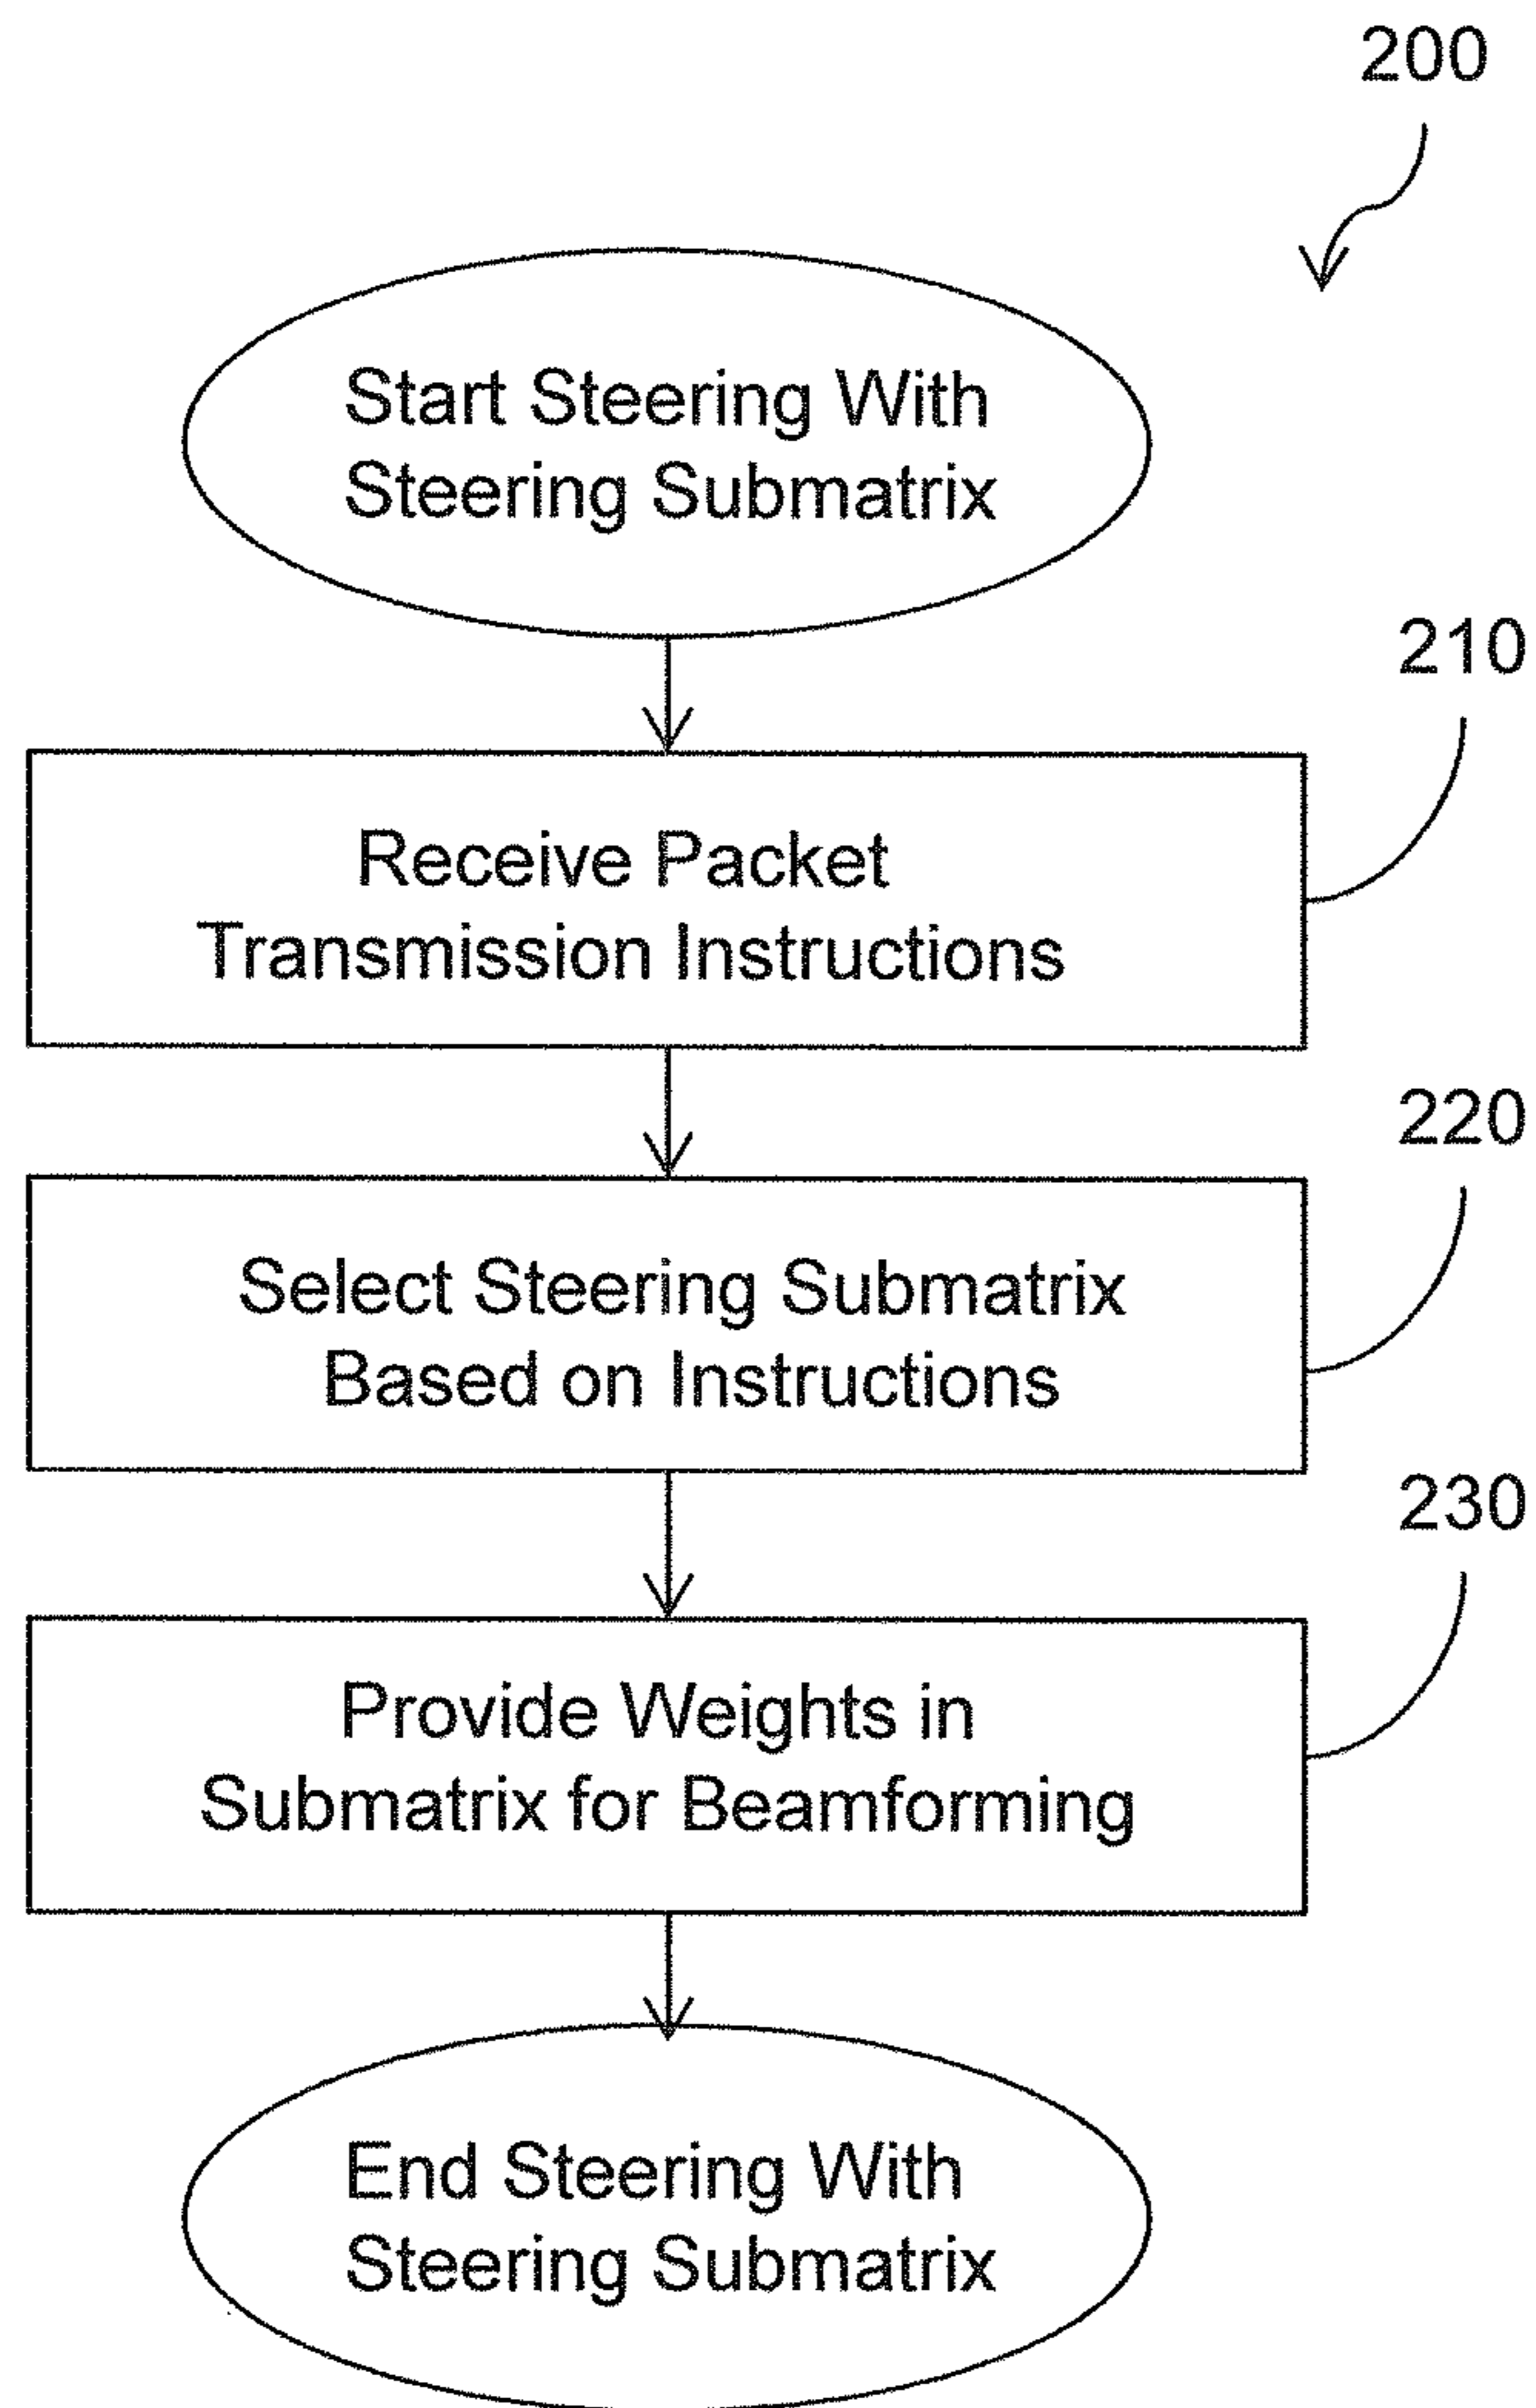 200
Start Steering With
Steering Submatrix
210
Receive Packet
Transmission Instructions
220
Select Steering Submatrix
Based on Instructions
230
Provide Weights in
Submatrix for Beamforming
End Steering With
Steering Submatrix